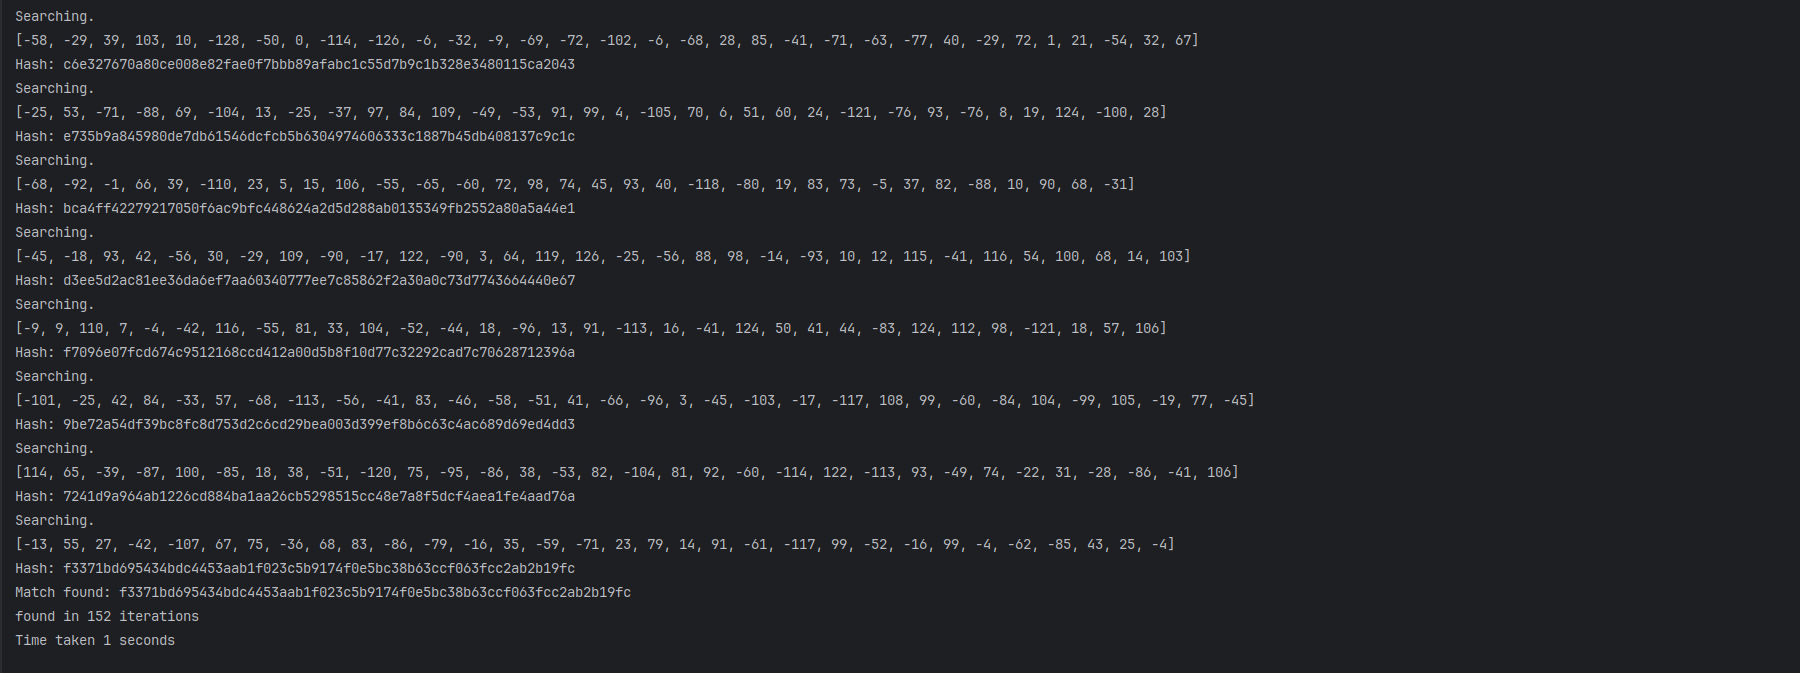 Searching.
[-58, -29, 39, 103, 10, -128, -50, 0, -114, -126, -6, -32, -9, -69, -72, -102, -6, -68, 28, 85, -41, -71, -63, -77, 40, -29, 72, 1, 21, -54, 32, 67]
Hash: c6e327670a80ce008e82fae0f7bbb89afabc1c55d7b9c1b328e3480115ca2043
Searching.
[-25, 53, -71, -88, 69, -104, 13, -25, -37, 97, 84, 109, -49, -53, 91, 99, 4, -105, 70, 6, 51, 60, 24, -121, -76, 93, -76, 8, 19, 124, -100, 28]
Hash: e735b9a845980de7db61546dcfcb5b6304974606333c1887b45db408137c9c1c
Searching.
[-68, -92, -1, 66, 39, -110, 23, 5, 15, 106, -55, -65, -60, 72, 98, 74, 45, 93, 40, -118, -80, 19, 83, 73, -5, 37, 82, -88, 10, 90, 68, -31]
Hash: bca4ff42279217050f6ac9bfc448624a2d5d288ab0135349fb2552a80a5a44e1
Searching.
[-45, -18, 93, 42, -56, 30, -29, 109, -90, -17, 122, -90, 3, 64, 119, 126, -25, -56, 88, 98, -14, -93, 10, 12, 115, -41, 116, 54, 100, 68, 14, 103]
Hash: d3ee5d2ac81ee36da6ef7aa60340777ee7c85862f2a30a0c73d7743664440e67
Searching.
[-9, 9, 110, 7, -4, -42, 116, -55, 81, 33, 104, -52, -44, 18, -96, 13, 91, -113, 16, -41, 124, 50, 41, 44, -83, 124, 112, 98, -121, 18, 57, 106]
Hash: f7096e07fcd674c9512168ccd412a00d5b8f10d77c32292cad7c70628712396a
Searching.
[-101, -25, 42, 84, -33, 57, -68, -113, -56, -41, 83, -46, -58, -51, 41, -66, -96, 3, -45, -103, -17, -117, 108, 99, -60, -84, 104, -99, 105, -19, 77, -45]
Hash: 9be72a54df39bc8fc8d753d2c6cd29bea003d399ef8b6c63c4ac689d69ed4dd3
Searching.
[114, 65, -39, -87, 100, -85, 18, 38, -51, -120, 75, -95, -86, 38, -53, 82, -104, 81, 92, -60, -114, 122, -113, 93, -49, 74, -22, 31, -28, -86, -41, 106]
Hash: 7241d9a964ab1226cd884ba1aa26cb5298515cc48e7a8f5dcf4aea1fe4aad76a
Searching.
[-13, 55, 27, -42, -107, 67, 75, -36, 68, 83, -86, -79, -16, 35, -59, -71, 23, 79, 14, 91, -61, -117, 99, -52, -16, 99, -4, -62, -85, 43, 25, -4]
Hash: f3371bd695434bdc4453aab1f023c5b9174f0e5bc38b63ccf063fcc2ab2b19fc
Match found: f3371bd695434bdc4453aab1f023c5b9174f0e5bc38b63ccf063fcc2ab2b19fc
found in 152 iterations
Time taken 1 seconds